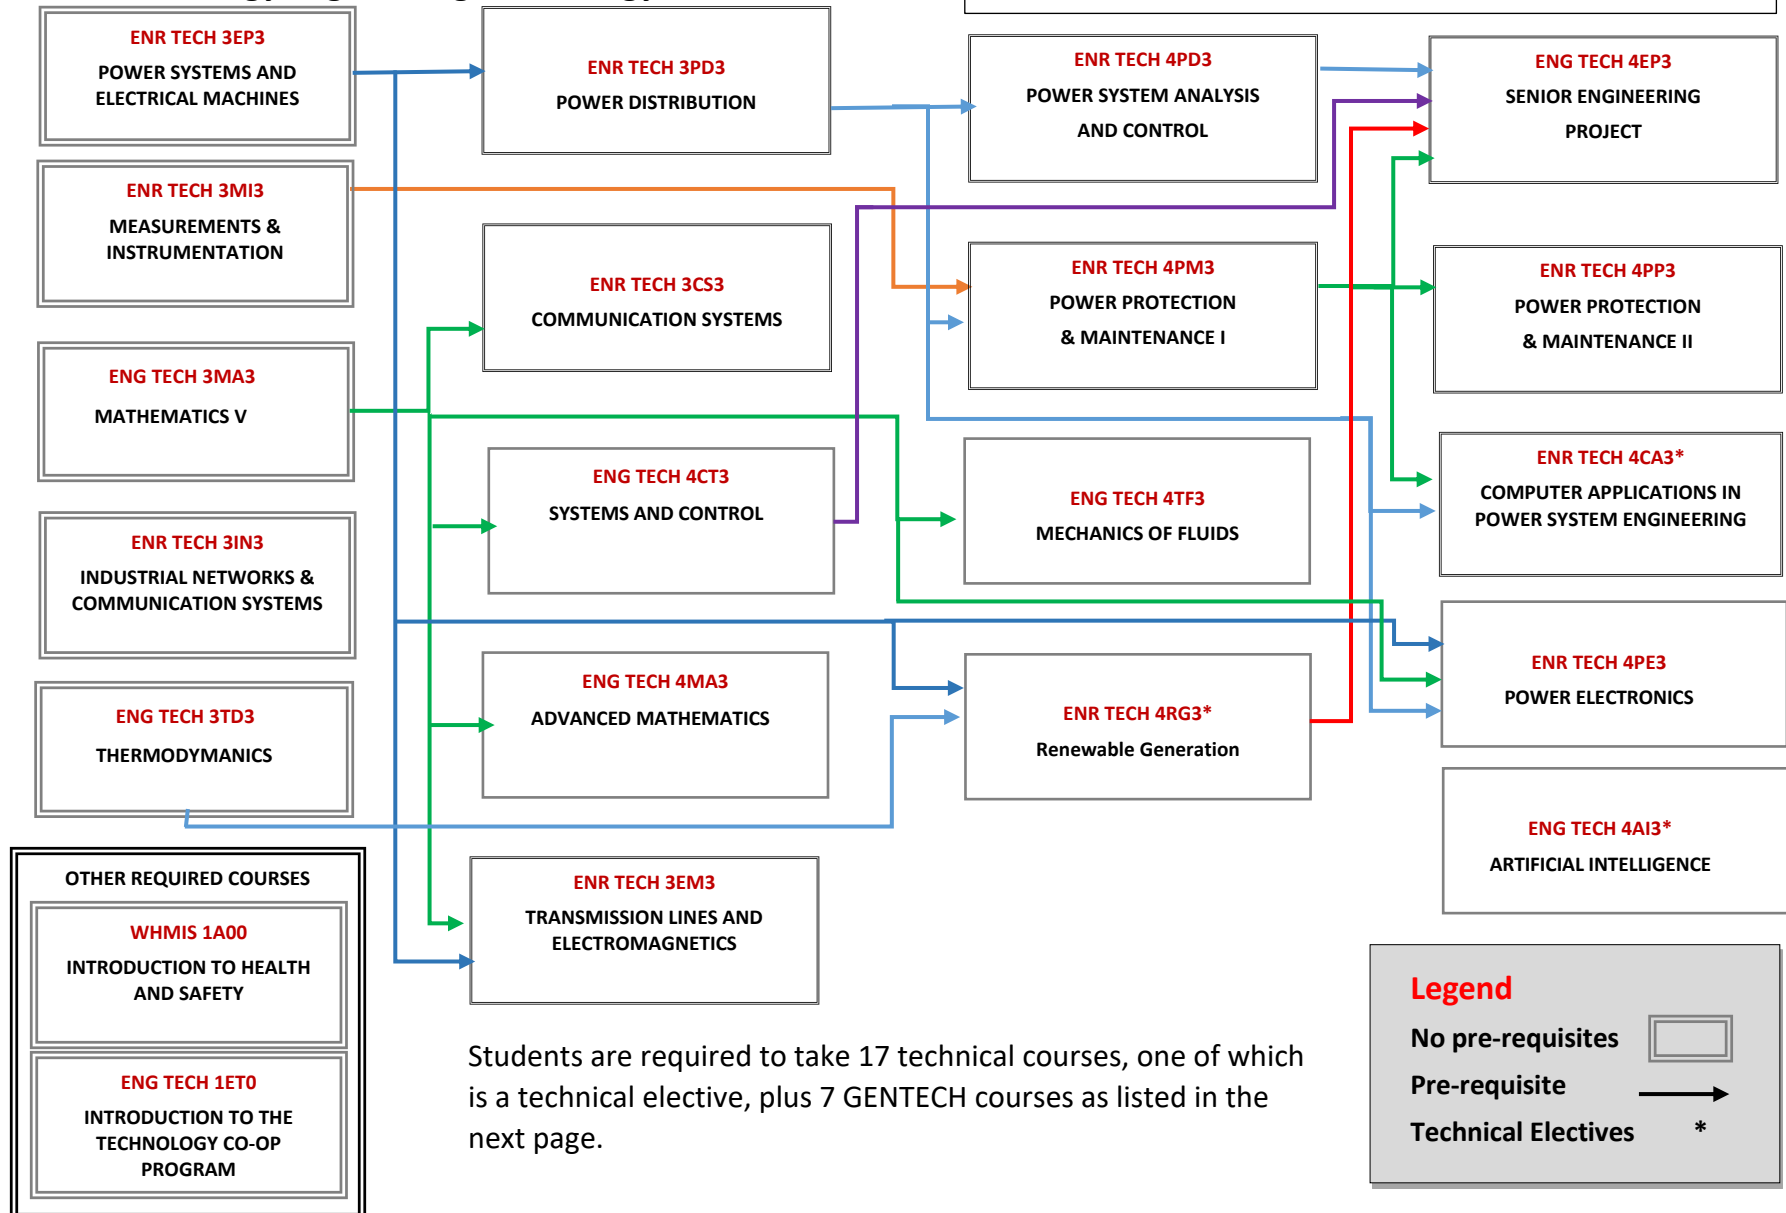 ENR TECH 3EP3
POWER SYSTEMS AND
ELECTRICAL MACHINES
ENR TECH 3PD3
POWER DISTRIBUTION
ENR TECH 4PD3
POWER SYSTEM ANALYSIS
AND CONTROL
ENG TECH 4EP3
SENIOR ENGINEERING
PROJECT
ENR TECH 3MI3
MEASUREMENTS &
INSTRUMENTATION
ENR TECH 3CS3
COMMUNICATION SYSTEMS
ENR TECH 4PM3
POWER PROTECTION
& MAINTENANCE I
ENR TECH 4PP3
POWER PROTECTION
& MAINTENANCE II
ENG TECH 3MA3
MATHEMATICS V
ENG TECH 4CT3
SYSTEMS AND CONTROL
ENG TECH 4TF3
MECHANICS OF FLUIDS
ENR TECH 4CA3*
COMPUTER APPLICATIONS IN
POWER SYSTEM ENGINEERING
ENR TECH 3IN3
INDUSTRIAL NETWORKS &
COMMUNICATION SYSTEMS
ENG TECH 4MA3
ADVANCED MATHEMATICS
ENR TECH 4RG3*
Renewable Generation
ENR TECH 4PE3
POWER ELECTRONICS
ENG TECH 3TD3
THERMODYMANICS
ENG TECH 4AI3*
ARTIFICIAL INTELLIGENCE
ENR TECH 3EM3
TRANSMISSION LINES AND
ELECTROMAGNETICS
OTHER REQUIRED COURSES
WHMIS 1A00
INTRODUCTION TO HEALTH
AND SAFETY
ENG TECH 1ET0
INTRODUCTION TO THE
TECHNOLOGY CO-OP
PROGRAM
Students are required to take 17 technical courses, one of which
is a technical elective, plus 7 GENTECH courses as listed in the
next page.
Legend
No pre-requisites
Pre-requisite
Technical Electives *